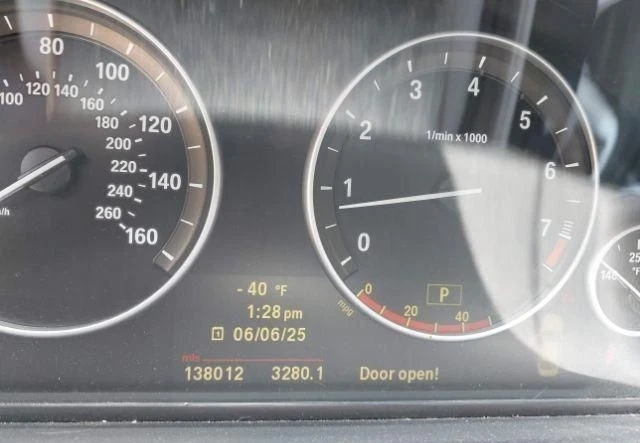 80
100
120
140
160
100 120 140 160 180 200 220 240 260
1/min x 1000
0 1 2 3 4 5 6 7
P
mpg 0 20 40
- 40 °F
1:28 pm
06/06/25
mls
138012 3280.1 Door open!
140
25
°F